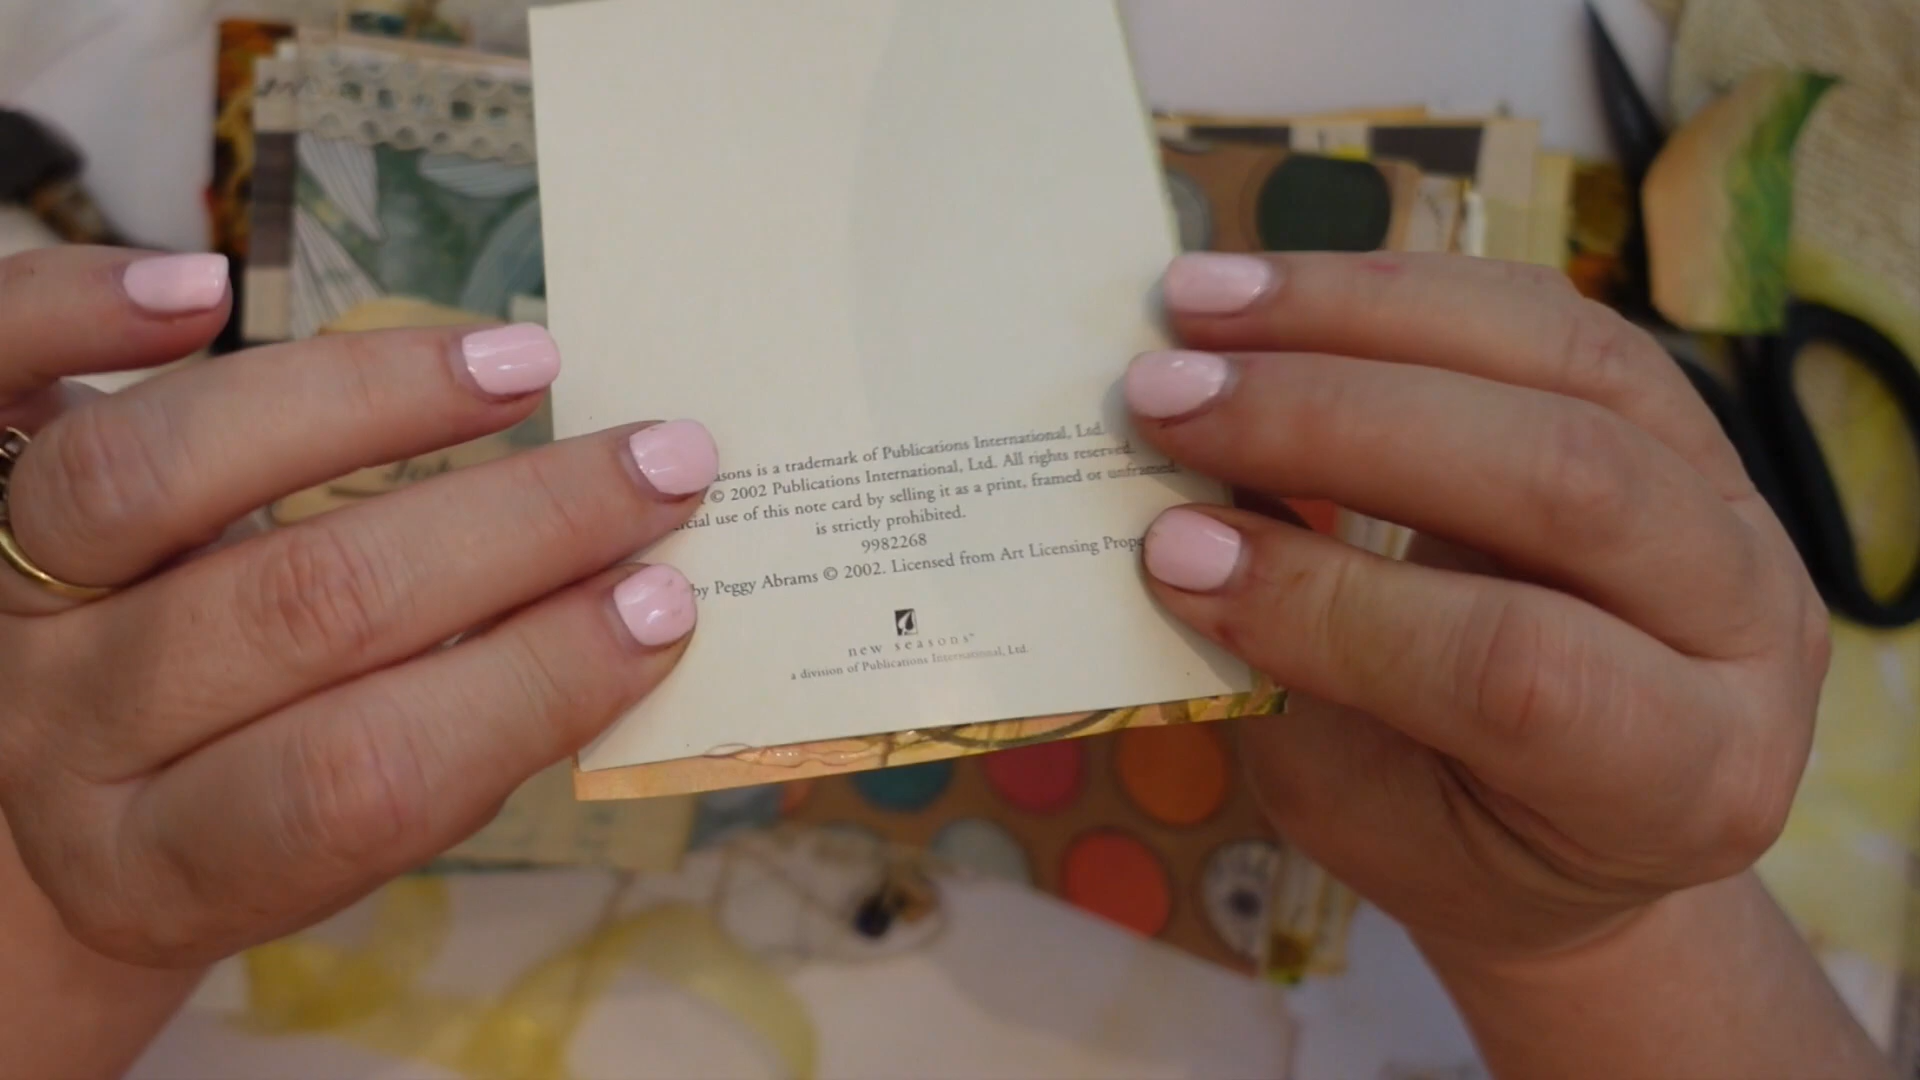 is a trademark of Publications International, Ltd.
© 2002 Publications International, Ltd. All rights reserved.
use of this note card by selling it as a print, framed or unframed,
is strictly prohibited.
9982268
by Peggy Abrams © 2002. Licensed from Art Licensing
new seasons™
a division of Publications International, Ltd.